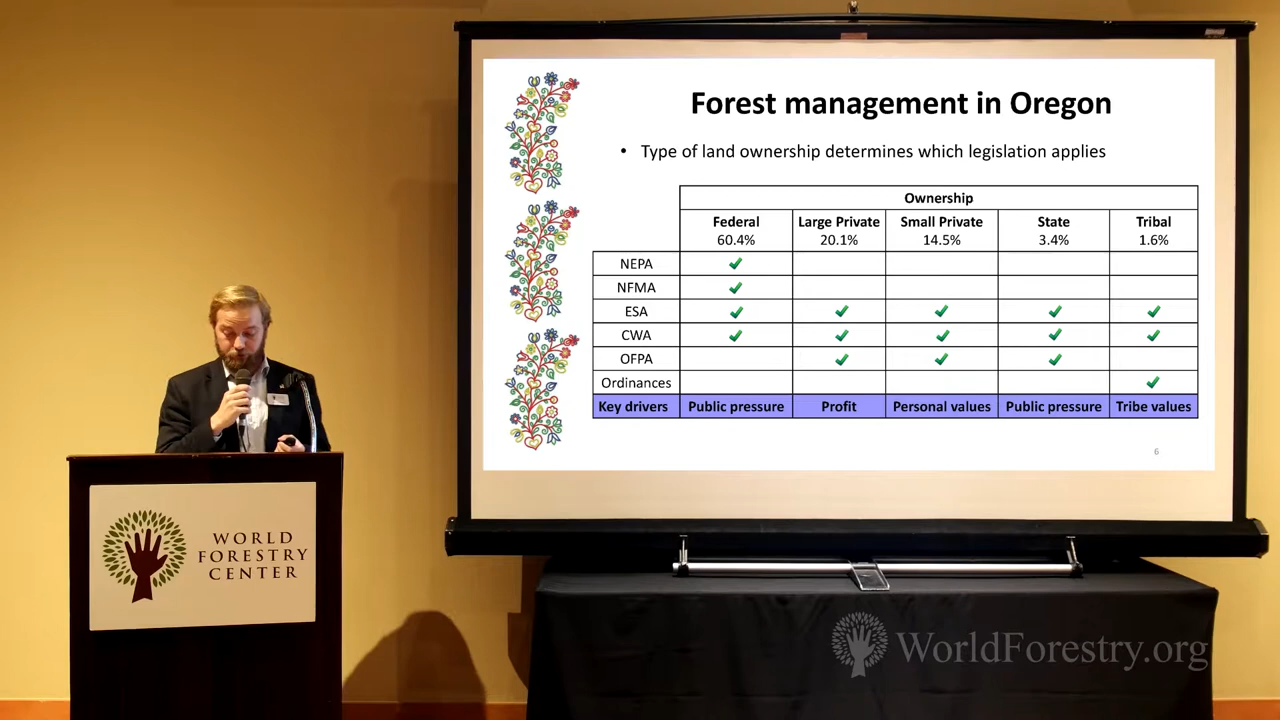 Forest management in Oregon
• Type of land ownership determines which legislation applies
Ownership
Federal Large Private Small Private State Tribal
60.4% 20.1% 14.5% 3.4% 1.6%
NEPA ✓
NFMA ✓
ESA ✓ ✓ ✓ ✓ ✓
CWA ✓ ✓ ✓ ✓ ✓
OFPA ✓ ✓ ✓
Ordinances ✓
Key drivers Public pressure Profit Personal values Public pressure Tribe values
6
WORLD
FORESTRY
CENTER
WorldForestry.org